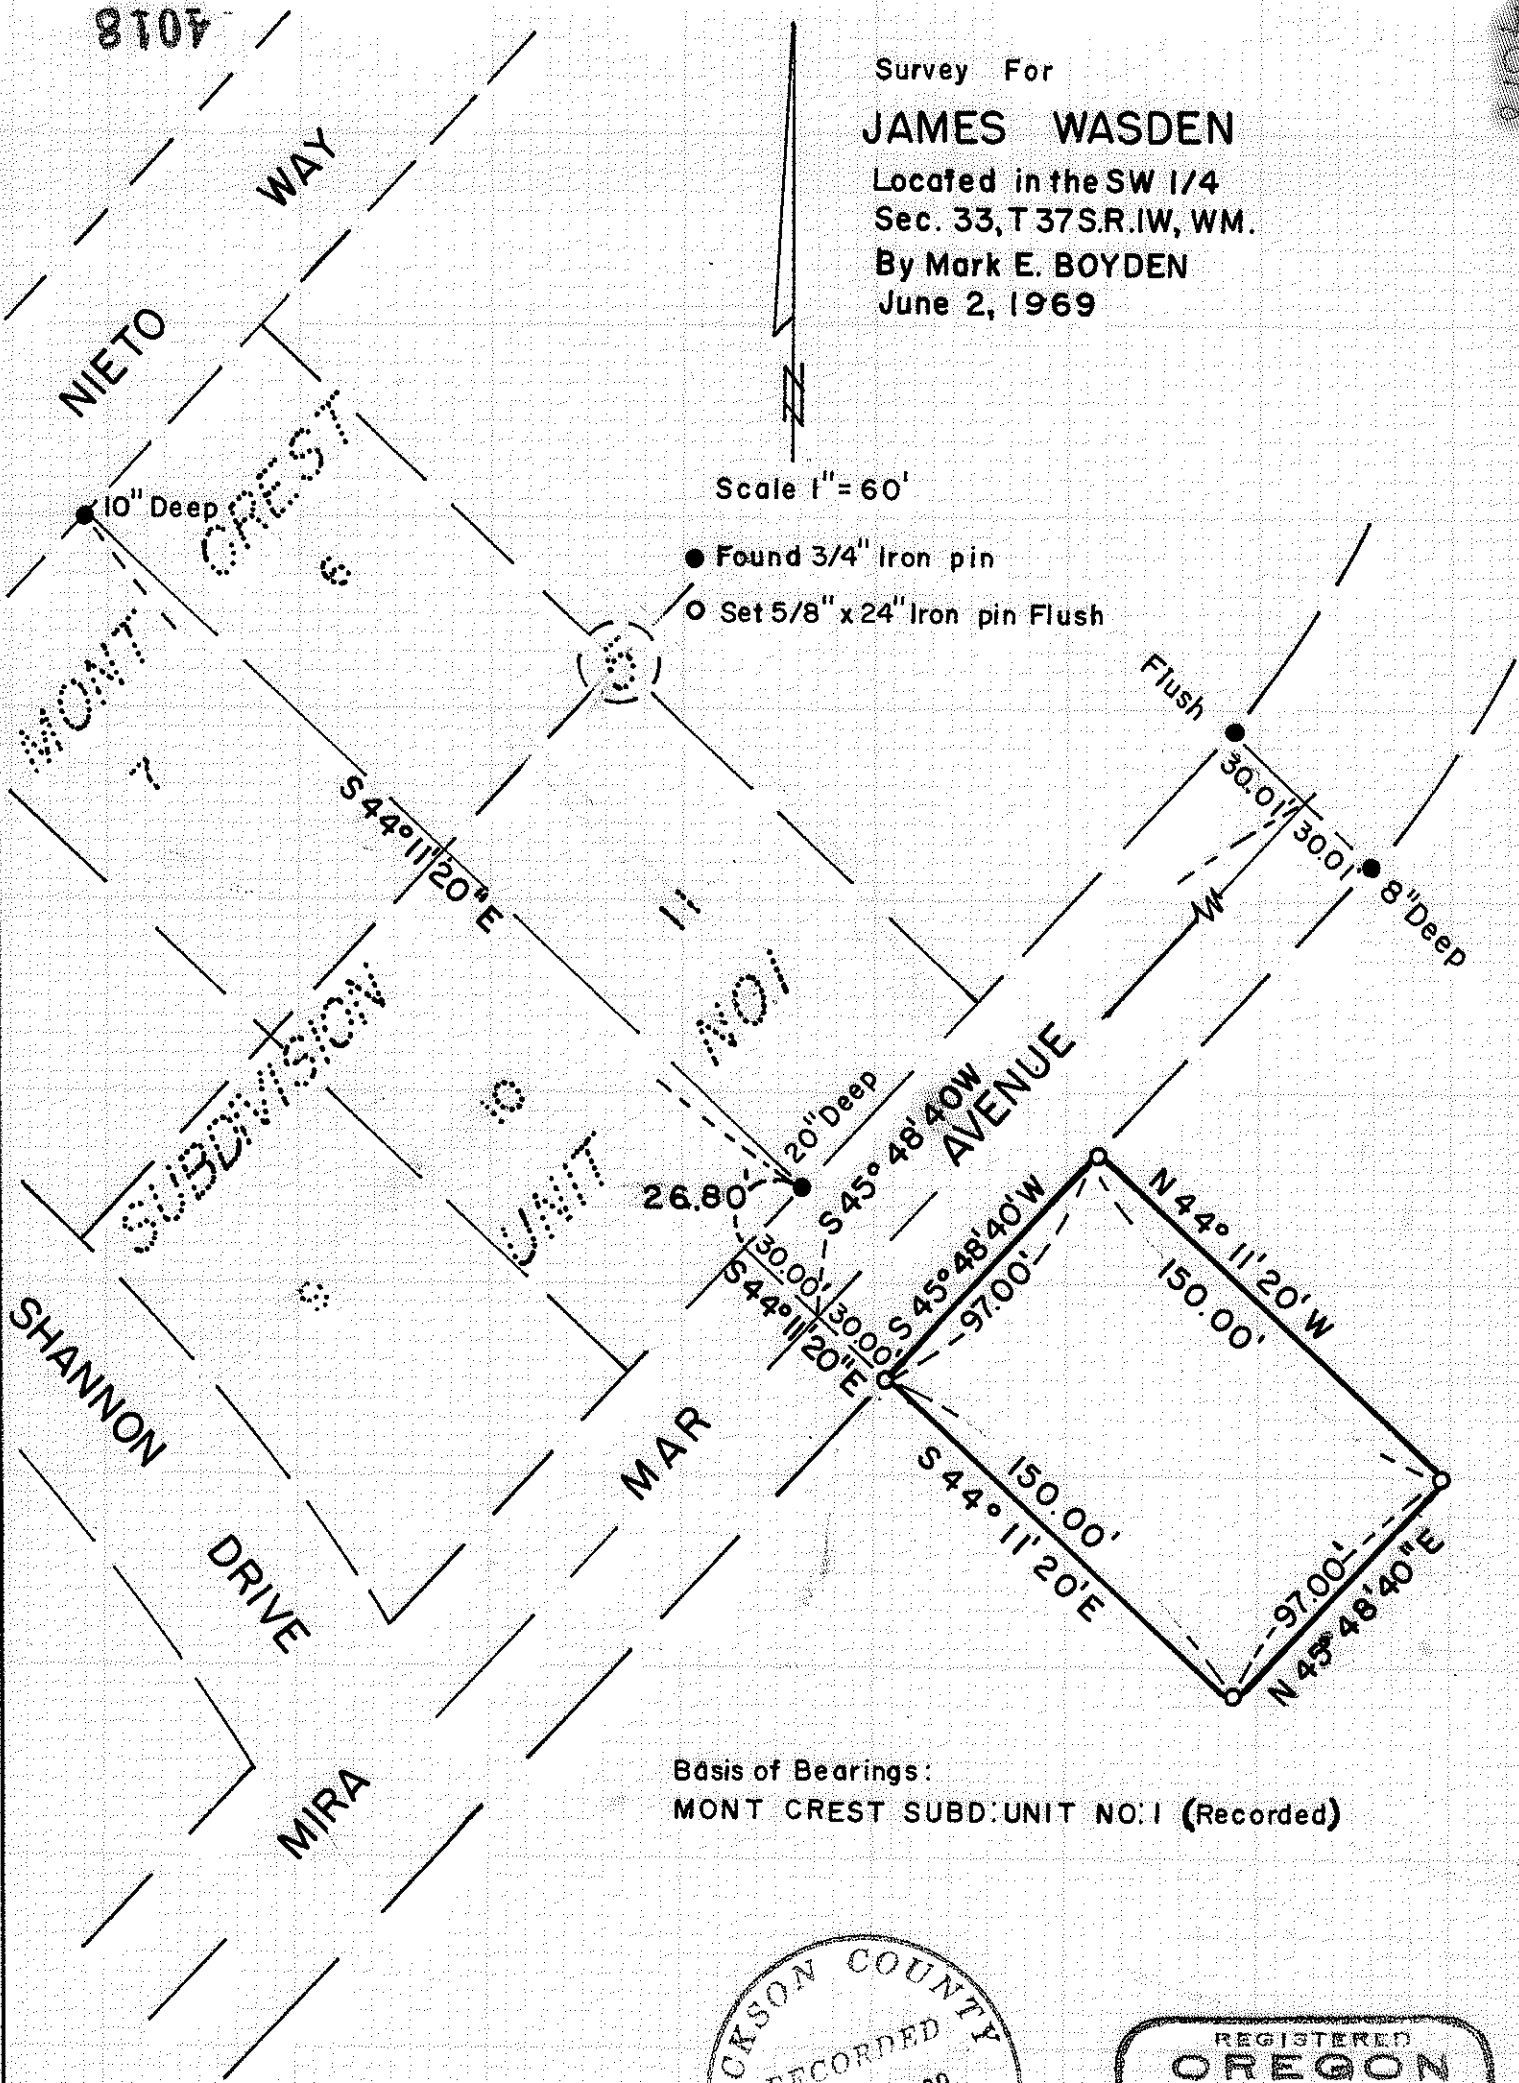 4018
Survey For
JAMES WASDEN
Located in the SW 1/4
Sec. 33, T 37 S. R. 1W, WM.
By Mark E. BOYDEN
June 2, 1969
NIETO WAY
N
Scale 1" = 60'
● Found 3/4" Iron pin
○ Set 5/8" x 24" Iron pin Flush
10" Deep
MONT CREST
6
7
5
S 44° 11' 20" E
11
SUBDIVISION
UNIT NO. 1
10
20" Deep
26.80'
Flush
30.01'
30.01'
8" Deep
S 45° 48' 40 W
30.00'
30.00'
S 44° 11' 20" E
S 45° 48' 40' W
97.00'
N 44° 11' 20' W
150.00'
150.00'
S 44° 11' 20' E
97.00'
N 45° 48' 40" E
SHANNON DRIVE
MIRA MAR AVENUE
Basis of Bearings:
MONT CREST SUBD. UNIT NO. 1 (Recorded)
CKSON COUNTY
RECORDED
REGISTERED
OREGON